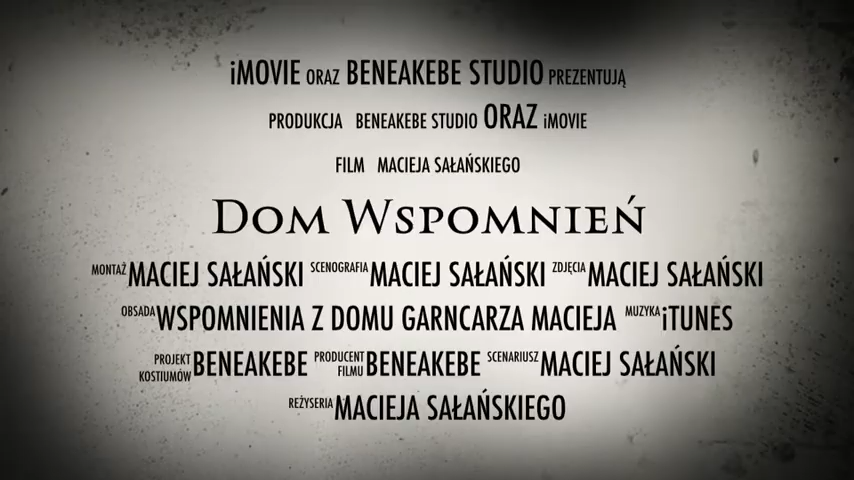 iMOVIE ORAZ BENEAKEBE STUDIO PREZENTUJĄ
PRODUKCJA BENEAKEBE STUDIO ORAZ iMOVIE
FILM MACIEJA SAŁAŃSKIEGO
DOM WSPOMNIEŃ
MONTAŻ MACIEJ SAŁAŃSKI SCENOGRAFIA MACIEJ SAŁAŃSKI ZDJĘCIA MACIEJ SAŁAŃSKI
OBSADA WSPOMNIENIA Z DOMU GARNCARZA MACIEJA MUZYKA iTUNES
PROJEKT KOSTIUMÓW BENEAKEBE PRODUCENT FILMU BENEAKEBE SCENARIUSZ MACIEJ SAŁAŃSKI
REŻYSERIA MACIEJA SAŁAŃSKIEGO